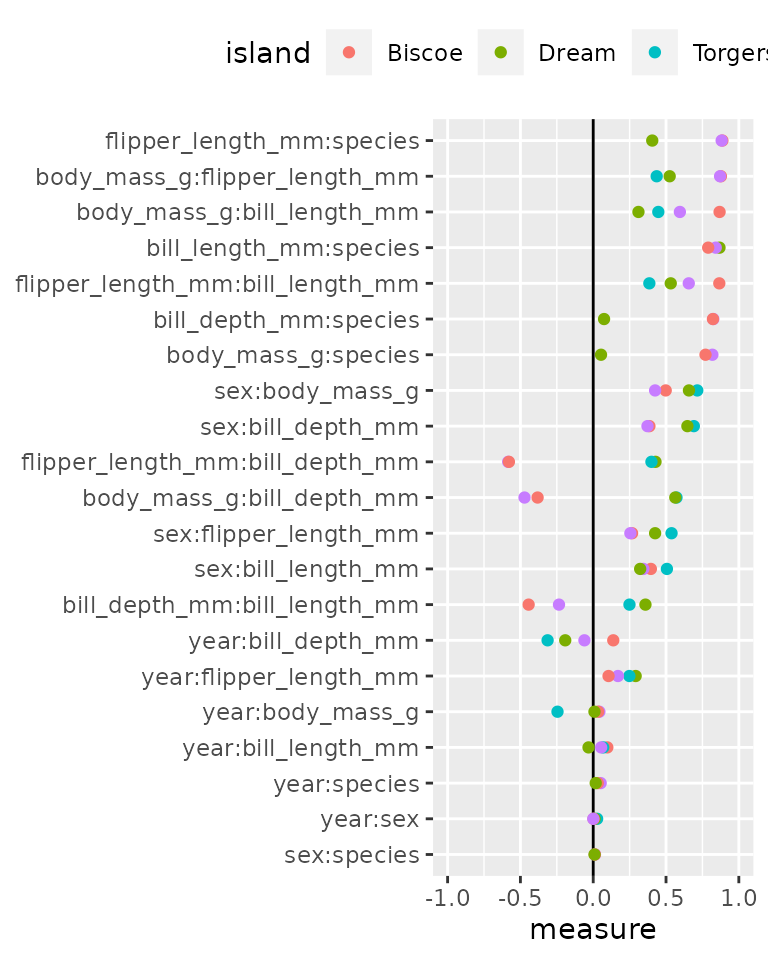 island Biscoe Dream Torgers
flipper_length_mm:species
body_mass_g:flipper_length_mm
body_mass_g:bill_length_mm
bill_length_mm:species
flipper_length_mm:bill_length_mm
bill_depth_mm:species
body_mass_g:species
sex:body_mass_g
sex:bill_depth_mm
flipper_length_mm:bill_depth_mm
body_mass_g:bill_depth_mm
sex:flipper_length_mm
sex:bill_length_mm
bill_depth_mm:bill_length_mm
year:bill_depth_mm
year:flipper_length_mm
year:body_mass_g
year:bill_length_mm
year:species
year:sex
sex:species
-1.0 -0.5 0.0 0.5 1.0
measure